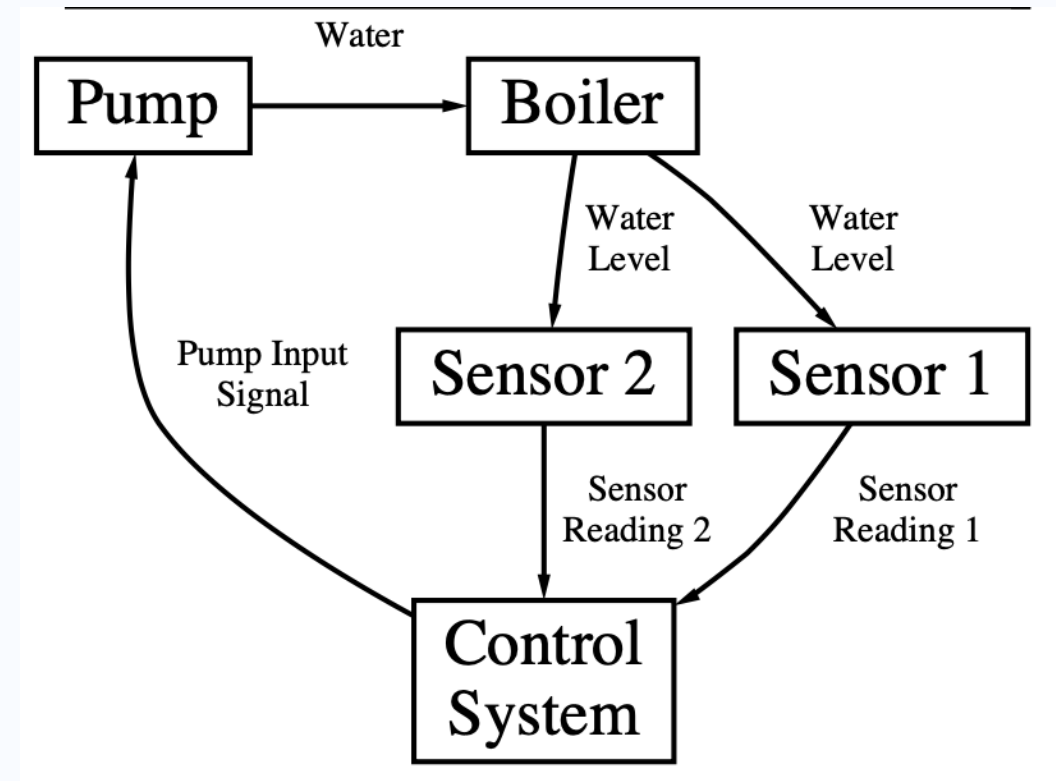 Water
Pump
Boiler
Water
Level
Water
Level
Pump Input
Signal
Sensor 2
Sensor 1
Sensor
Reading 2
Sensor
Reading 1
Control
System